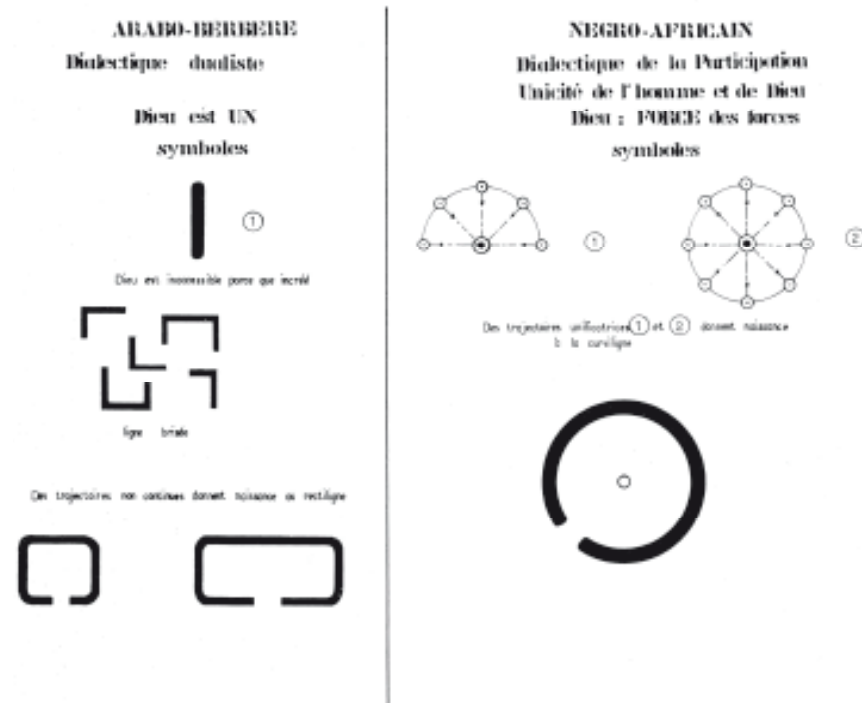 ARABO-BERBERE
Dialectique dualiste
Dieu est UN
symboles
1
Dieu est inaccessible parce que incréé
ligne brisée
Des trajectoires non continues donnent naissance au rectiligne
NEGRO-AFRICAIN
Dialectique de la Participation
Unicité de l'homme et de Dieu
Dieu : FORCE des forces
symboles
1
2
Des trajectoires unificatrices 1 et 2 donnent naissance
à la curviligne